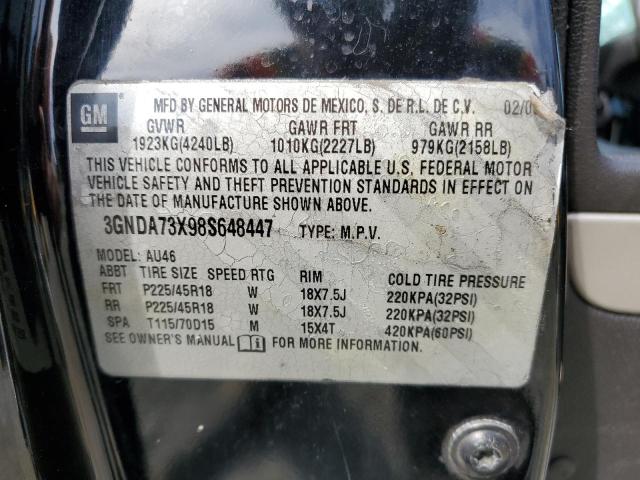 GM
MFD BY GENERAL MOTORS DE MEXICO, S. DE R.L. DE C.V. 02/0
GVWR GAWR FRT GAWR RR
1923KG(4240LB) 1010KG(2227LB) 979KG(2158LB)
THIS VEHICLE CONFORMS TO ALL APPLICABLE U.S. FEDERAL MOTOR
VEHICLE SAFETY AND THEFT PREVENTION STANDARDS IN EFFECT ON
THE DATE OF MANUFACTURE SHOWN ABOVE.
3GNDA73X98S648447 TYPE: M.P.V.
MODEL: AU46
ABBT TIRE SIZE SPEED RTG RIM COLD TIRE PRESSURE
FRT P225/45R18 W 18X7.5J 220KPA(32PSI)
RR P225/45R18 W 18X7.5J 220KPA(32PSI)
SPA T115/70D15 M 15X4T 420KPA(60PSI)
SEE OWNER'S MANUAL FOR MORE INFORMATION.